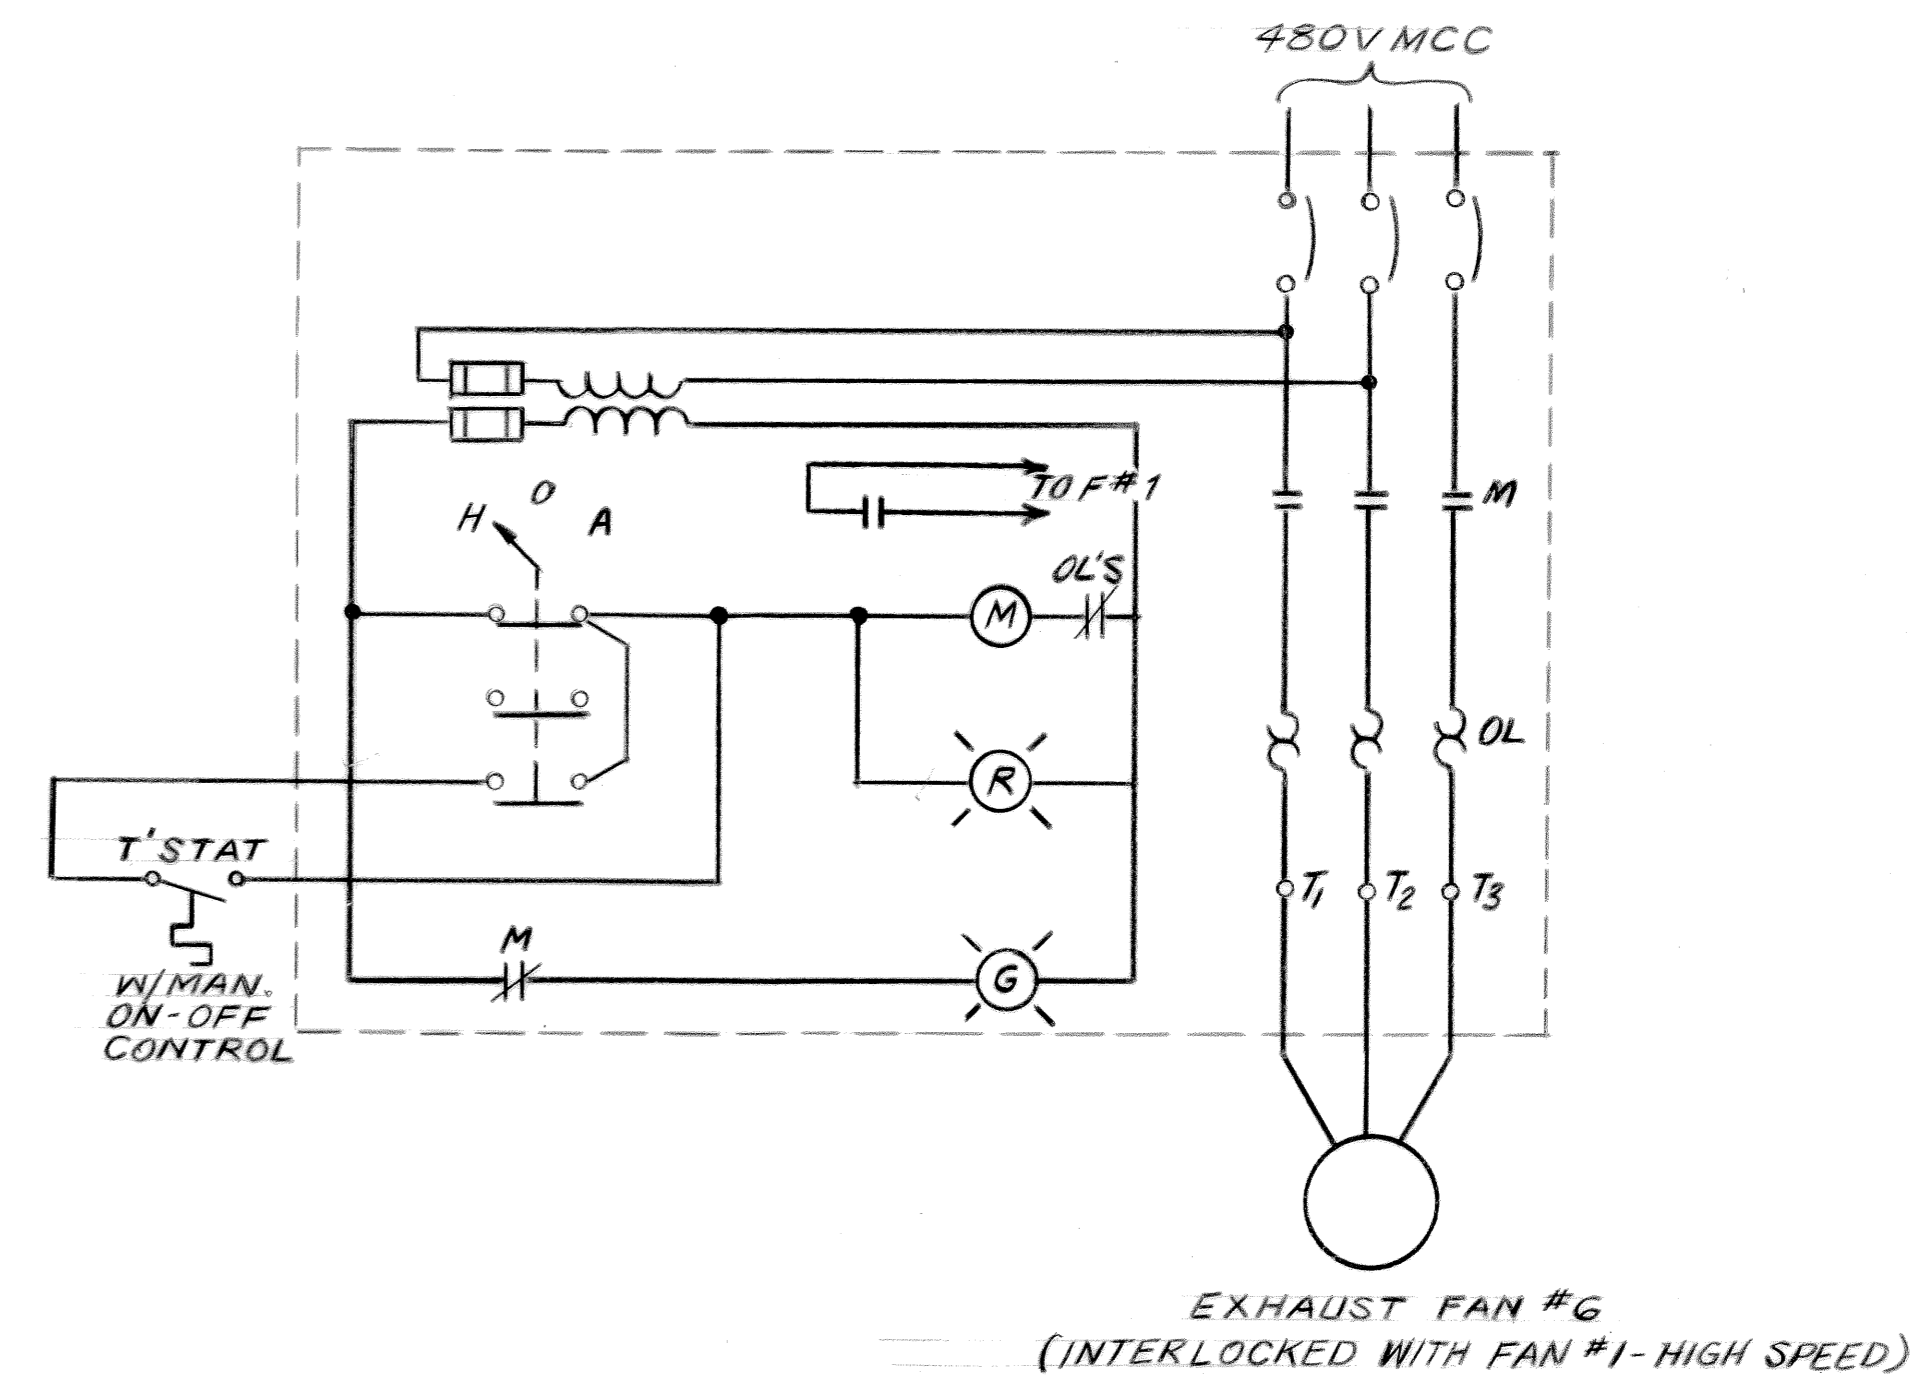 480V MCC
TO F#1
H O A
M
OL'S
M
R
OL
T'STAT
T1 T2 T3
M
G
W/MAN.
ON-OFF
CONTROL
EXHAUST FAN #6
(INTERLOCKED WITH FAN #1-HIGH SPEED)